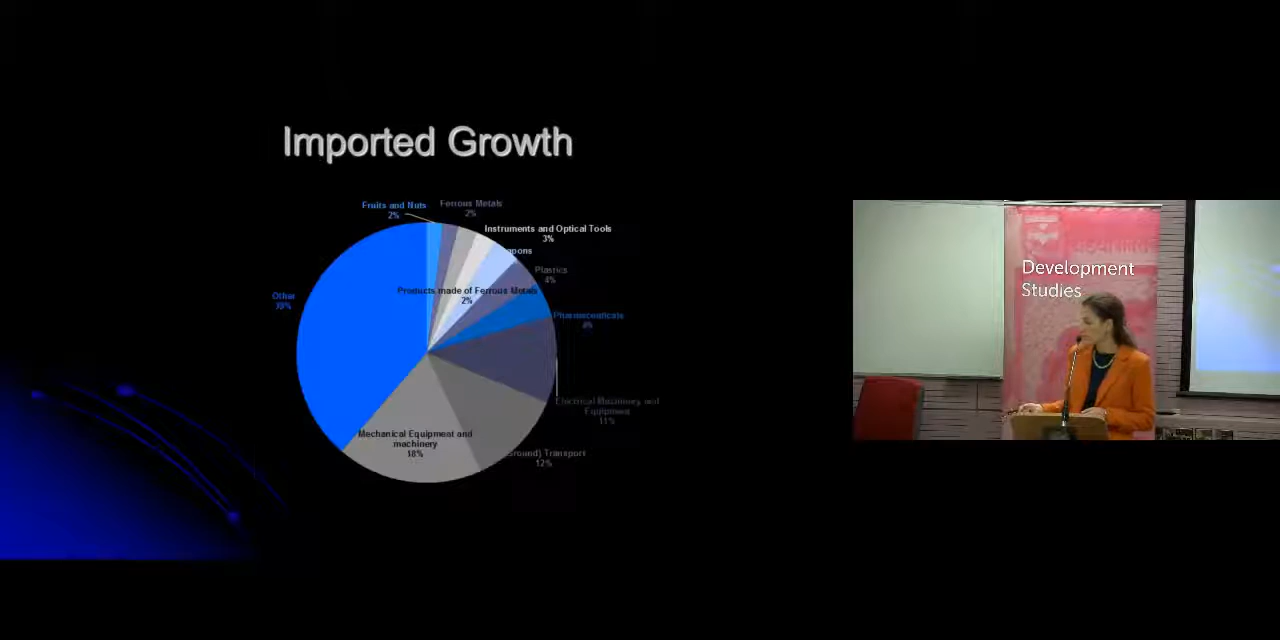 Imported Growth
Fruits and Nuts
2%
Ferrous Metals
2%
Instruments and Optical Tools
3%
Plastics
4%
Products made of Ferrous Metals
2%
Other
Pharmaceuticals
4%
Electrical Machinery and
Equipment
11%
Mechanical Equipment and
machinery
18%
Transport
12%
Development
Studies